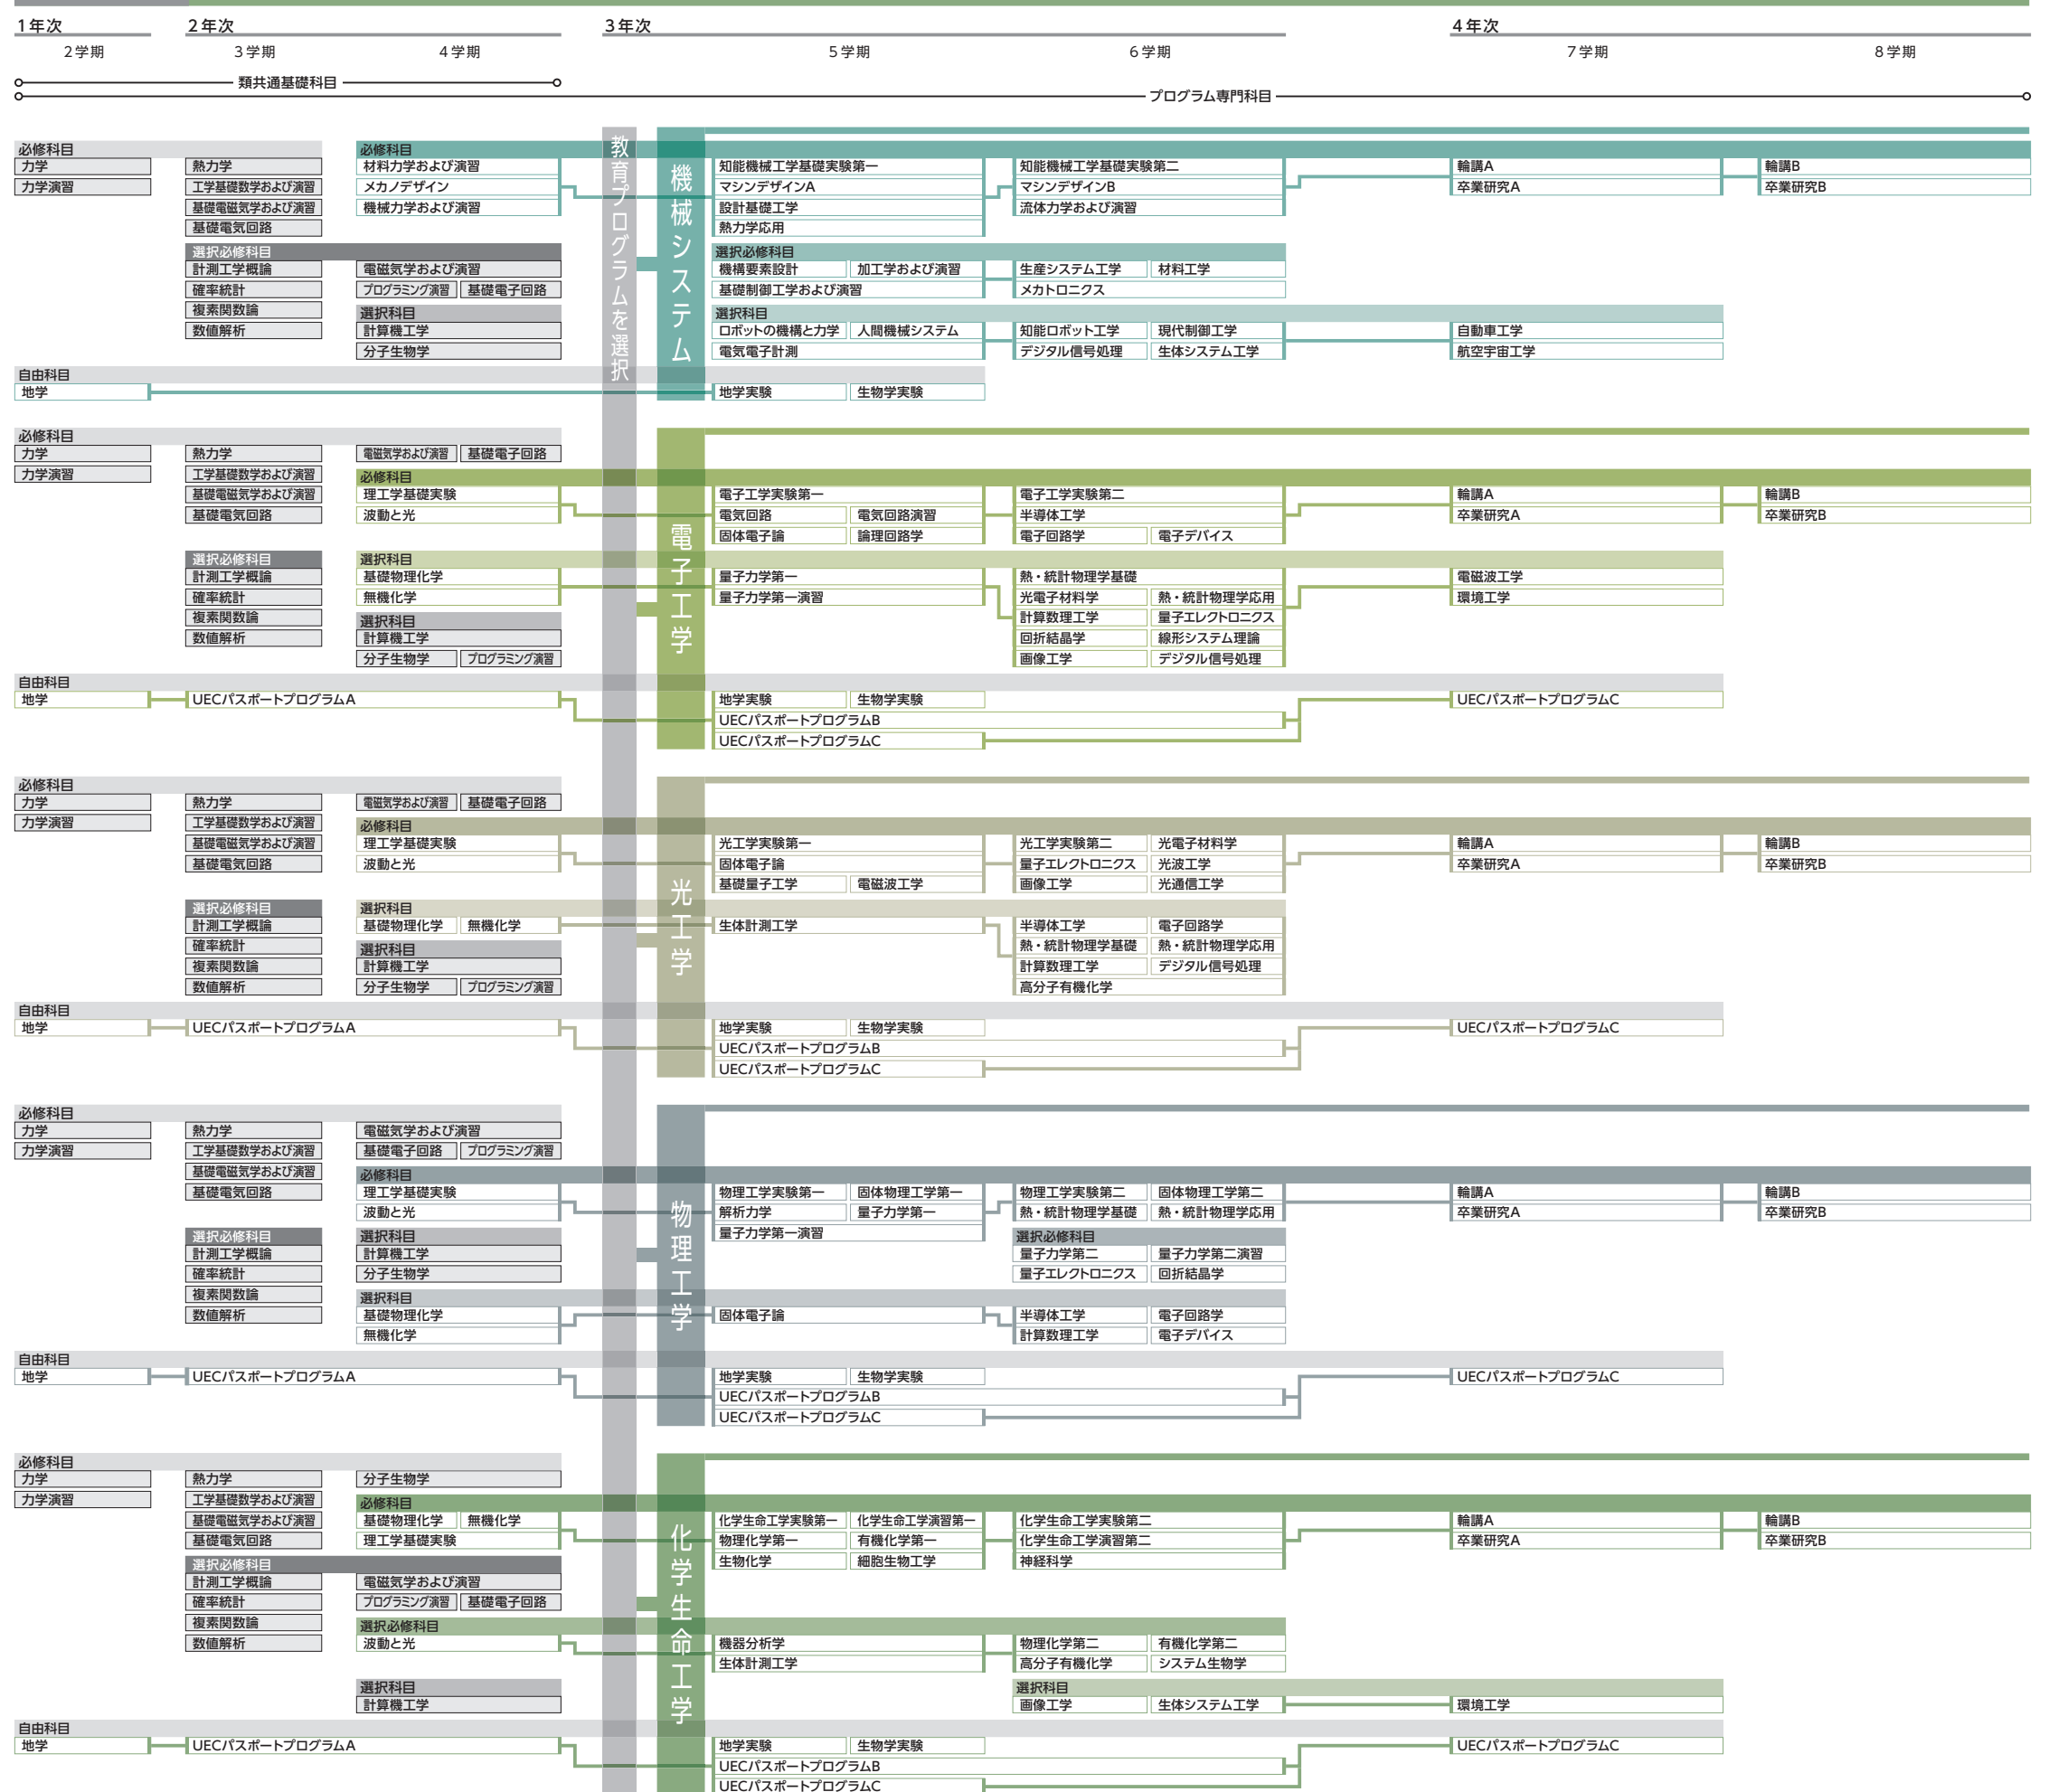 1年次 2年次 3年次 4年次
2学期 3学期 4学期 5学期 6学期 7学期 8学期
類共通基礎科目
プログラム専門科目
教育プログラムを選択
機械システム
必修科目 必修科目
力学 熱力学 材料力学および演習 知能機械工学基礎実験第一 知能機械工学基礎実験第二 輪講A 輪講B
力学演習 工学基礎数学および演習 メカノデザイン マシンデザインA マシンデザインB 卒業研究A 卒業研究B
基礎電磁気学および演習 機械力学および演習 設計基礎工学 流体力学および演習
基礎電気回路 熱力学応用
選択必修科目 選択必修科目
計測工学概論 電磁気学および演習 機構要素設計 加工学および演習 生産システム工学 材料工学
確率統計 プログラミング演習 基礎電子回路 基礎制御工学および演習 メカトロニクス
複素関数論 選択科目 選択科目
数値解析 計算機工学 ロボットの機構と力学 人間機械システム 知能ロボット工学 現代制御工学 自動車工学
分子生物学 電気電子計測 デジタル信号処理 生体システム工学 航空宇宙工学
自由科目
地学 地学実験 生物学実験
電子工学
必修科目
力学 熱力学 電磁気学および演習 基礎電子回路
力学演習 工学基礎数学および演習 必修科目
基礎電磁気学および演習 理工学基礎実験 電子工学実験第一 電子工学実験第二 輪講A 輪講B
基礎電気回路 波動と光 電気回路 電気回路演習 半導体工学 卒業研究A 卒業研究B
固体電子論 論理回路学 電子回路学 電子デバイス
選択必修科目 選択科目
計測工学概論 基礎物理化学 量子力学第一 熱・統計物理学基礎 電磁波工学
確率統計 無機化学 量子力学第一演習 光電子材料学 熱・統計物理学応用 環境工学
複素関数論 選択科目 計算数理工学 量子エレクトロニクス
数値解析 計算機工学 回折結晶学 線形システム理論
分子生物学 プログラミング演習 画像工学 デジタル信号処理
自由科目
地学 UECパスポートプログラムA 地学実験 生物学実験 UECパスポートプログラムC
UECパスポートプログラムB
UECパスポートプログラムC
光工学
必修科目
力学 熱力学 電磁気学および演習 基礎電子回路
力学演習 工学基礎数学および演習 必修科目
基礎電磁気学および演習 理工学基礎実験 光工学実験第一 光工学実験第二 光電子材料学 輪講A 輪講B
基礎電気回路 波動と光 固体電子論 量子エレクトロニクス 光波工学 卒業研究A 卒業研究B
基礎量子工学 電磁波工学 画像工学 光通信工学
選択必修科目 選択科目
計測工学概論 基礎物理化学 無機化学 生体計測工学 半導体工学 電子回路学
確率統計 選択科目 熱・統計物理学基礎 熱・統計物理学応用
複素関数論 計算機工学 計算数理工学 デジタル信号処理
数値解析 分子生物学 プログラミング演習 高分子有機化学
自由科目
地学 UECパスポートプログラムA 地学実験 生物学実験 UECパスポートプログラムC
UECパスポートプログラムB
UECパスポートプログラムC
物理工学
必修科目
力学 熱力学 電磁気学および演習
力学演習 工学基礎数学および演習 基礎電子回路 プログラミング演習
基礎電磁気学および演習 必修科目
基礎電気回路 理工学基礎実験 物理工学実験第一 固体物理工学第一 物理工学実験第二 固体物理工学第二 輪講A 輪講B
波動と光 解析力学 量子力学第一 熱・統計物理学基礎 熱・統計物理学応用 卒業研究A 卒業研究B
選択必修科目 選択科目 量子力学第一演習 選択必修科目
計測工学概論 計算機工学 量子力学第二 量子力学第二演習
確率統計 分子生物学 量子エレクトロニクス 回折結晶学
複素関数論 選択科目
数値解析 基礎物理化学 固体電子論 半導体工学 電子回路学
無機化学 計算数理工学 電子デバイス
自由科目
地学 UECパスポートプログラムA 地学実験 生物学実験 UECパスポートプログラムC
UECパスポートプログラムB
UECパスポートプログラムC
化学生命工学
必修科目
力学 熱力学 分子生物学
力学演習 工学基礎数学および演習 必修科目
基礎電磁気学および演習 基礎物理化学 無機化学 化学生命工学実験第一 化学生命工学演習第一 化学生命工学実験第二 輪講A 輪講B
基礎電気回路 理工学基礎実験 物理化学第一 有機化学第一 化学生命工学演習第二 卒業研究A 卒業研究B
選択必修科目 生物化学 細胞生物工学 神経科学
計測工学概論 電磁気学および演習
確率統計 プログラミング演習 基礎電子回路
複素関数論 選択必修科目
数値解析 波動と光 機器分析学 物理化学第二 有機化学第二
生体計測工学 高分子有機化学 システム生物学
選択科目 選択科目
計算機工学 画像工学 生体システム工学 環境工学
自由科目
地学 UECパスポートプログラムA 地学実験 生物学実験 UECパスポートプログラムC
UECパスポートプログラムB
UECパスポートプログラムC